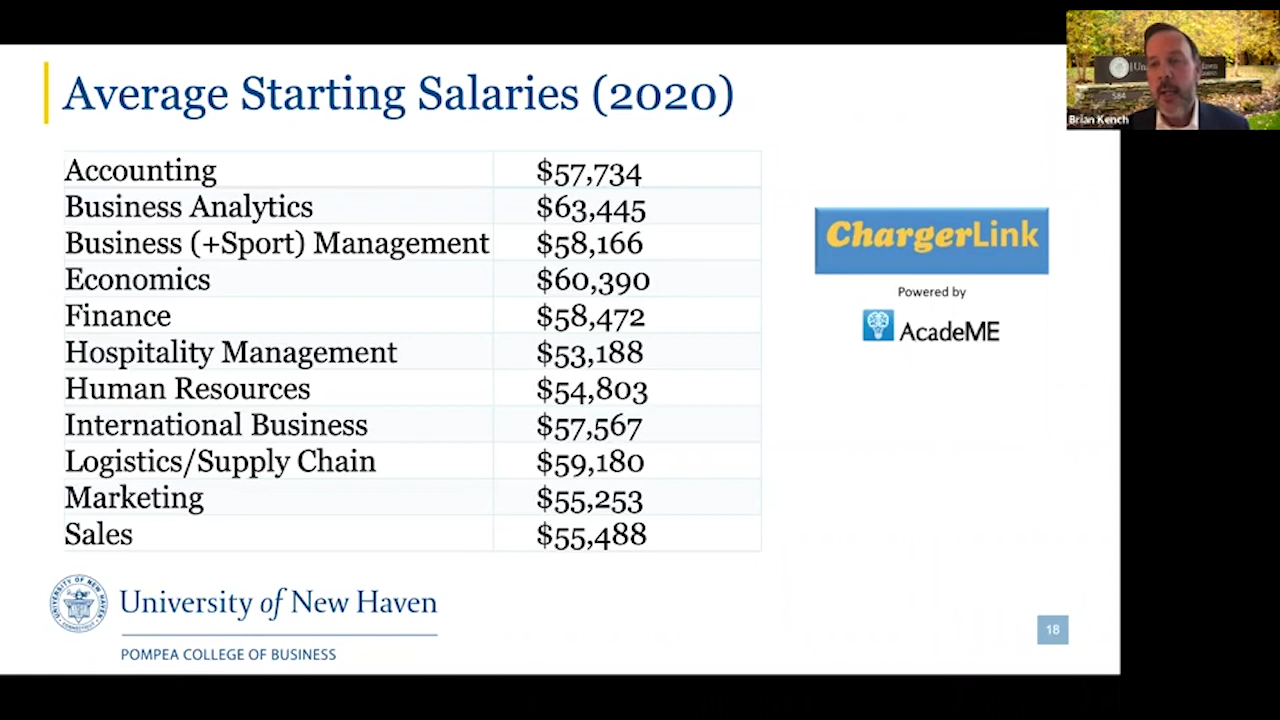 Average Starting Salaries (2020)
Accounting $57,734
Business Analytics $63,445
Business (+Sport) Management $58,166
Economics $60,390
Finance $58,472
Hospitality Management $53,188
Human Resources $54,803
International Business $57,567
Logistics/Supply Chain $59,180
Marketing $55,253
Sales $55,488
ChargerLink
Powered by
AcadeME
University of New Haven
POMPEA COLLEGE OF BUSINESS
18
584
Brian Kench